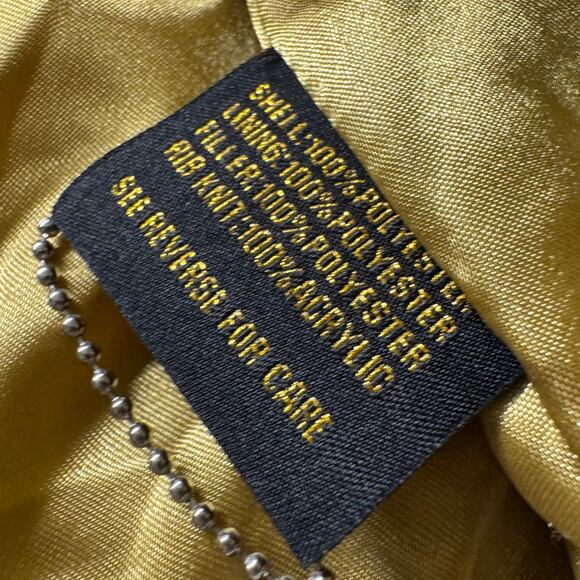 SHELL:100%POLYESTER
LINING:100%POLYESTER
FILLER:100%POLYESTER
RIB KNIT:100%ACRYLIC
SEE REVERSE FOR CARE